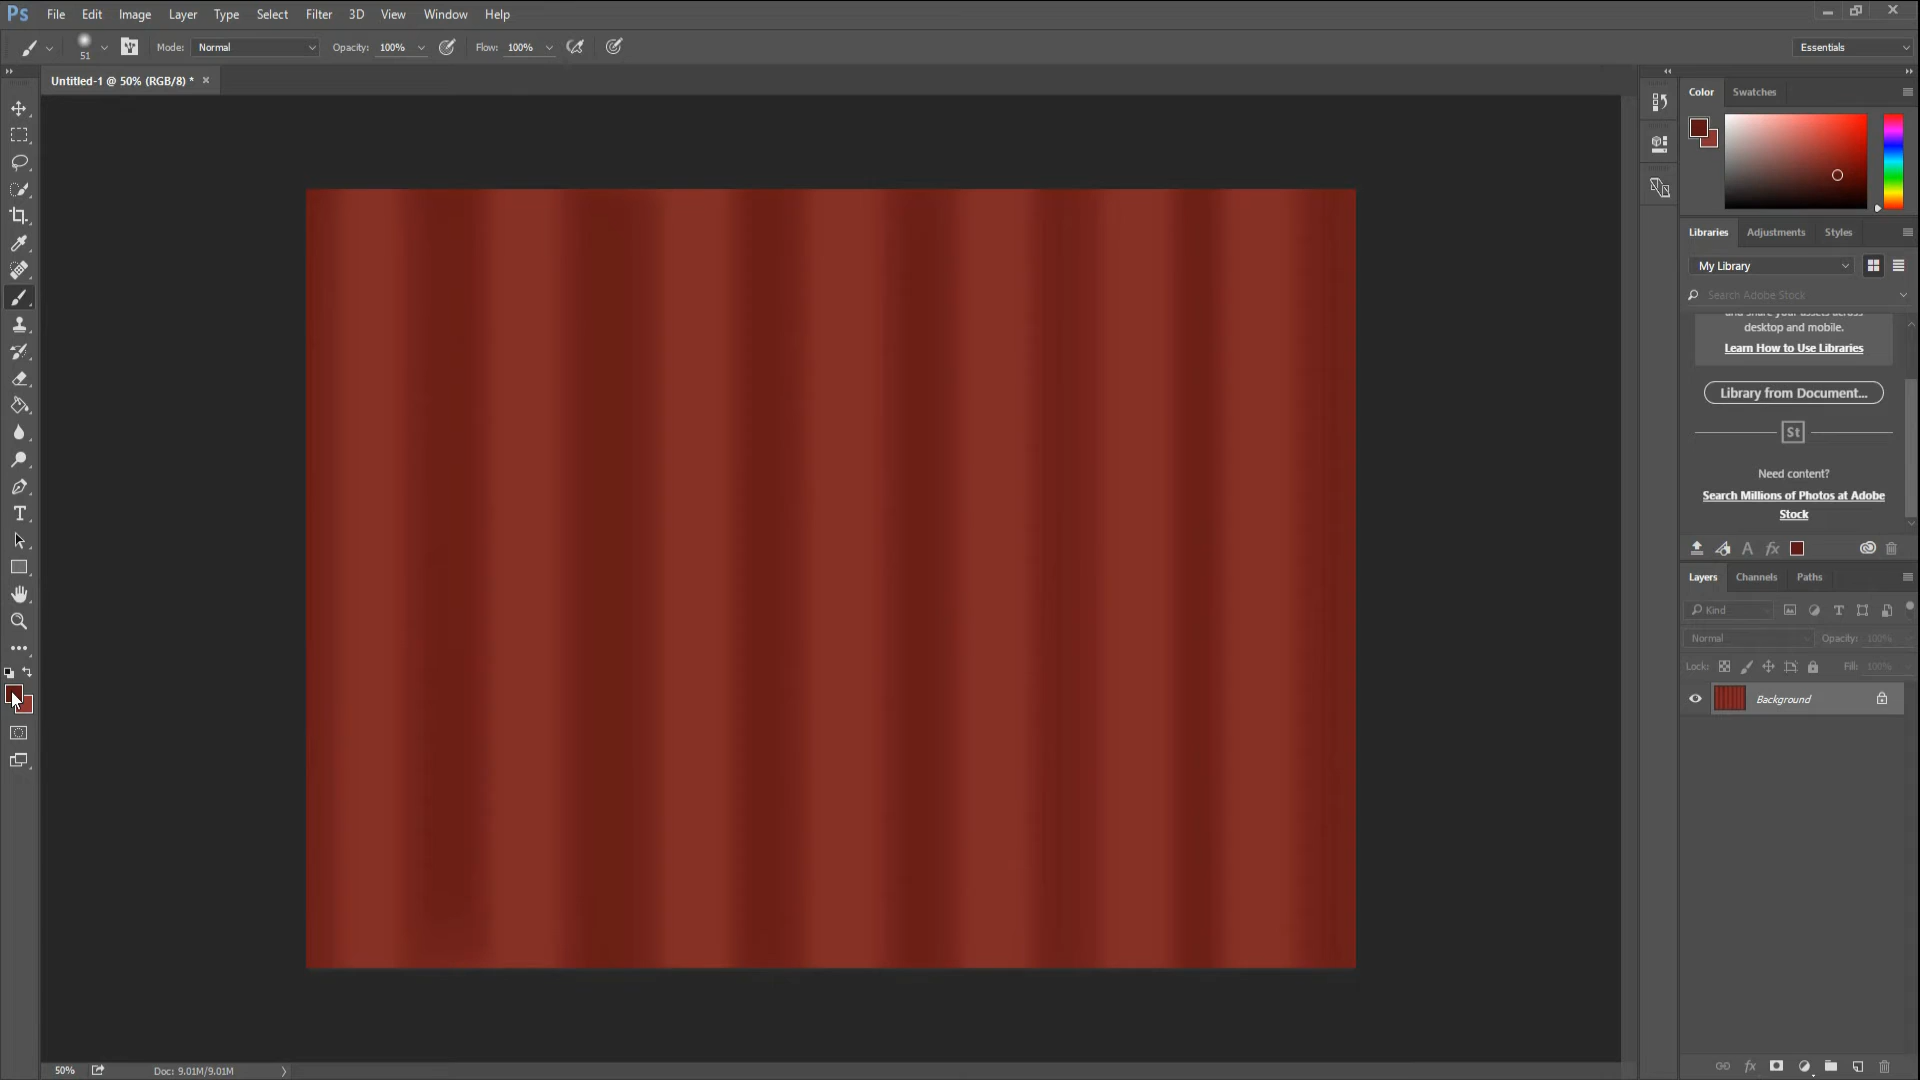 Ps File Edit Image Layer Type Select Filter 3D View Window Help
51 Mode: Normal Opacity: 100% Flow: 100% Essentials
Untitled-1 @ 50% (RGB/8) * ×
Color Swatches
Libraries Adjustments Styles
My Library
Search Adobe Stock
and share your assets across
desktop and mobile.
Learn How to Use Libraries
Library from Document...
St
Need content?
Search Millions of Photos at Adobe
Stock
A fx
Layers Channels Paths
Kind
Normal Opacity: 100%
Lock: Fill: 100%
Background
fx
50% Doc: 9.01M/9.01M